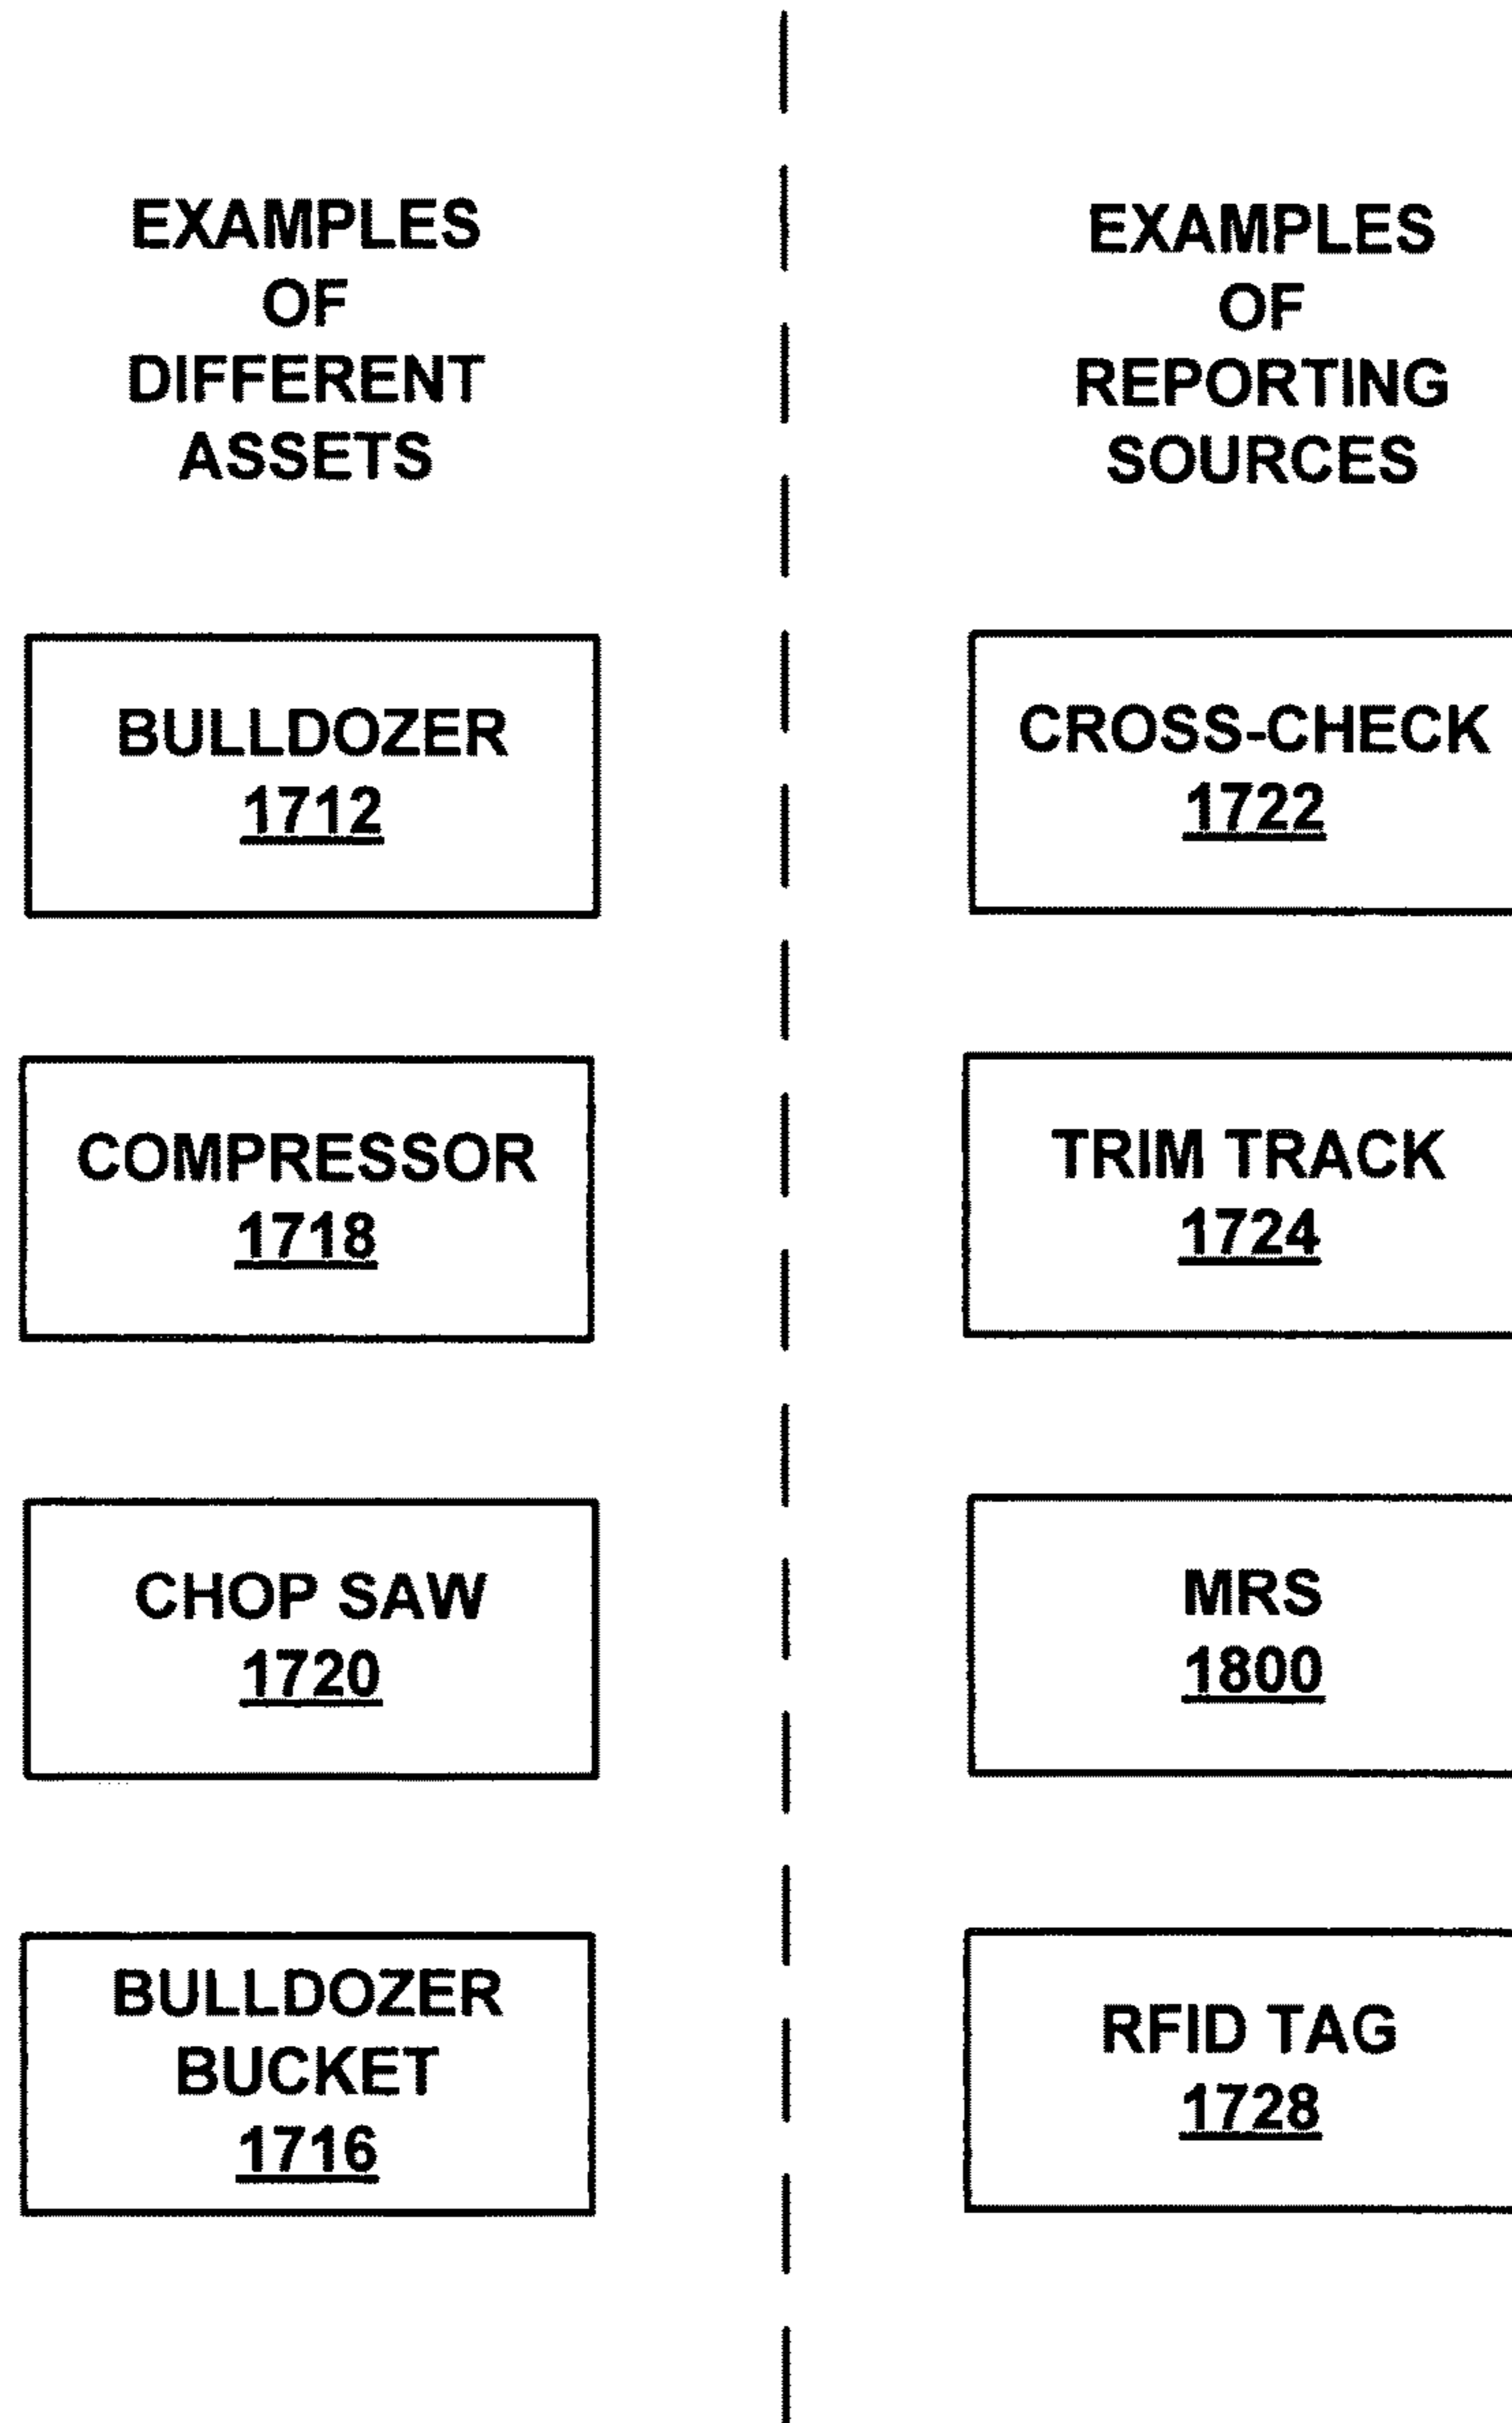 EXAMPLES
OF
DIFFERENT
ASSETS
BULLDOZER
1712
COMPRESSOR
1718
CHOP SAW
1720
BULLDOZER
BUCKET
1716
EXAMPLES
OF
REPORTING
SOURCES
CROSS-CHECK
1722
TRIM TRACK
1724
MRS
1800
RFID TAG
1728